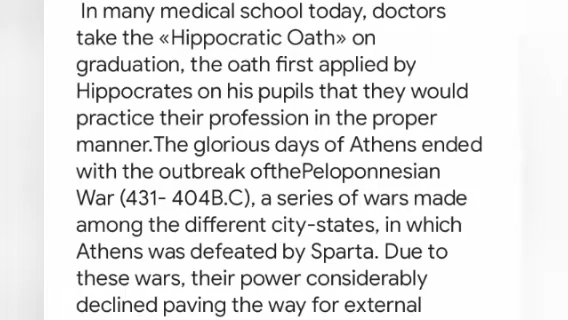 In many medical school today, doctors
take the «Hippocratic Oath» on
graduation, the oath first applied by
Hippocrates on his pupils that they would
practice their profession in the proper
manner.The glorious days of Athens ended
with the outbreak ofthePeloponnesian
War (431- 404B.C), a series of wars made
among the different city-states, in which
Athens was defeated by Sparta. Due to
these wars, their power considerably
declined paving the way for external